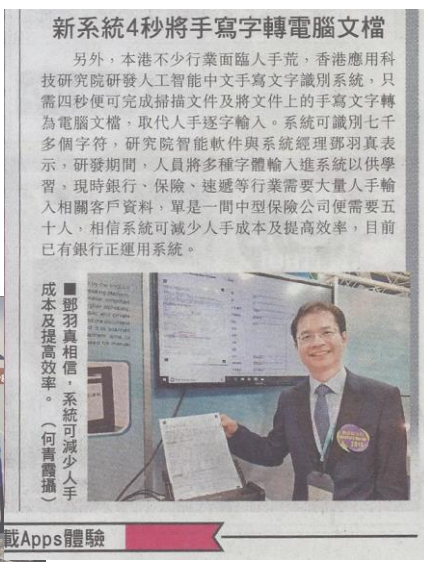 新系統4秒將手寫字轉電腦文檔
另外，本港不少行業面臨人手荒，香港應用科
技研究院研發人工智能中文手寫文字識別系統，只
需四秒便可完成掃描文件及將文件上的手寫文字轉
為電腦文檔，取代人手逐字輸入。系統可識別七千
多個字符，研究院智能軟件與系統經理鄧羽真表
示，研發期間，人員將多種字體輸入進系統以供學
習，現時銀行、保險、速遞等行業需要大量人手輸
入相關客戶資料，單是一間中型保險公司便需要五
十人，相信系統可減少人手成本及提高效率，目前
已有銀行正運用系統。
■鄧羽真相信，系統可減少人手
成本及提高效率。（何青霞攝）
載Apps體驗